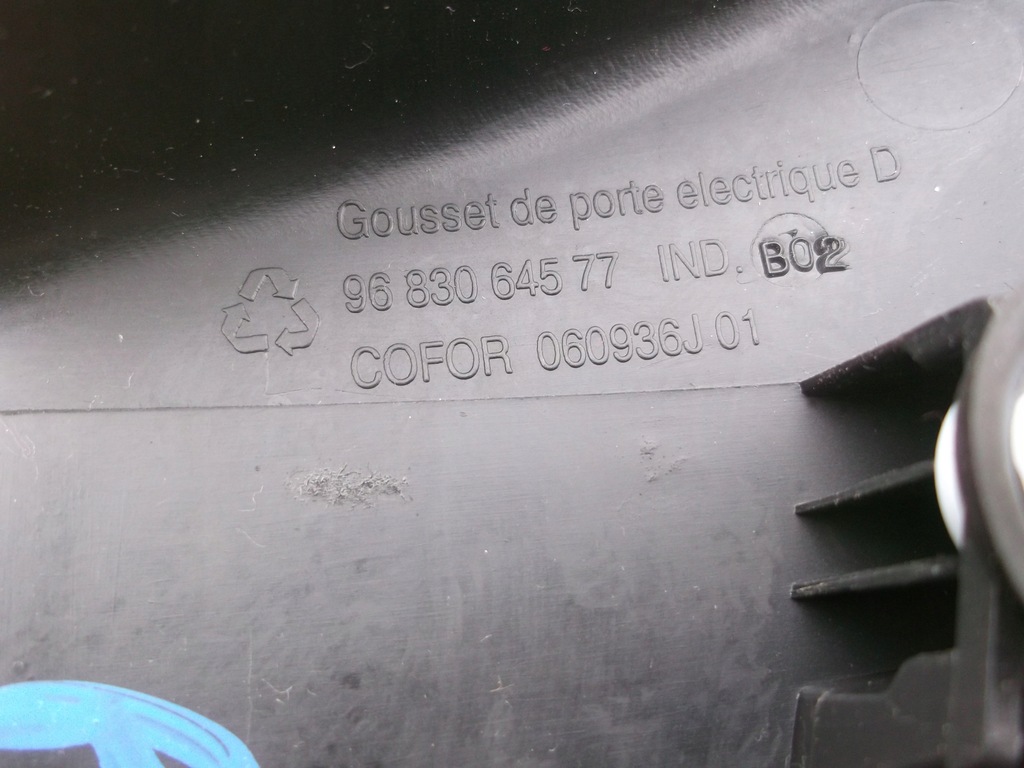 Gousset de porte electrique D
96 830 645 77 IND. B02
COFOR 060936J 01